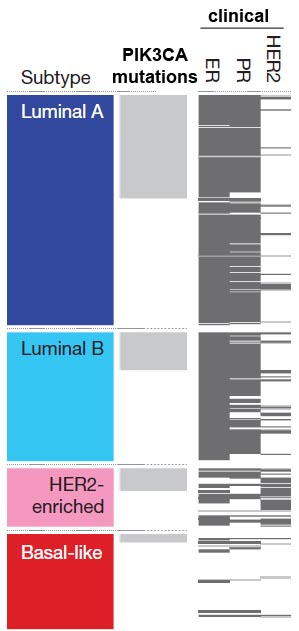 clinical
PIK3CA
mutations
Subtype
ER
PR
HER2
Luminal A
Luminal B
HER2-
enriched
Basal-like